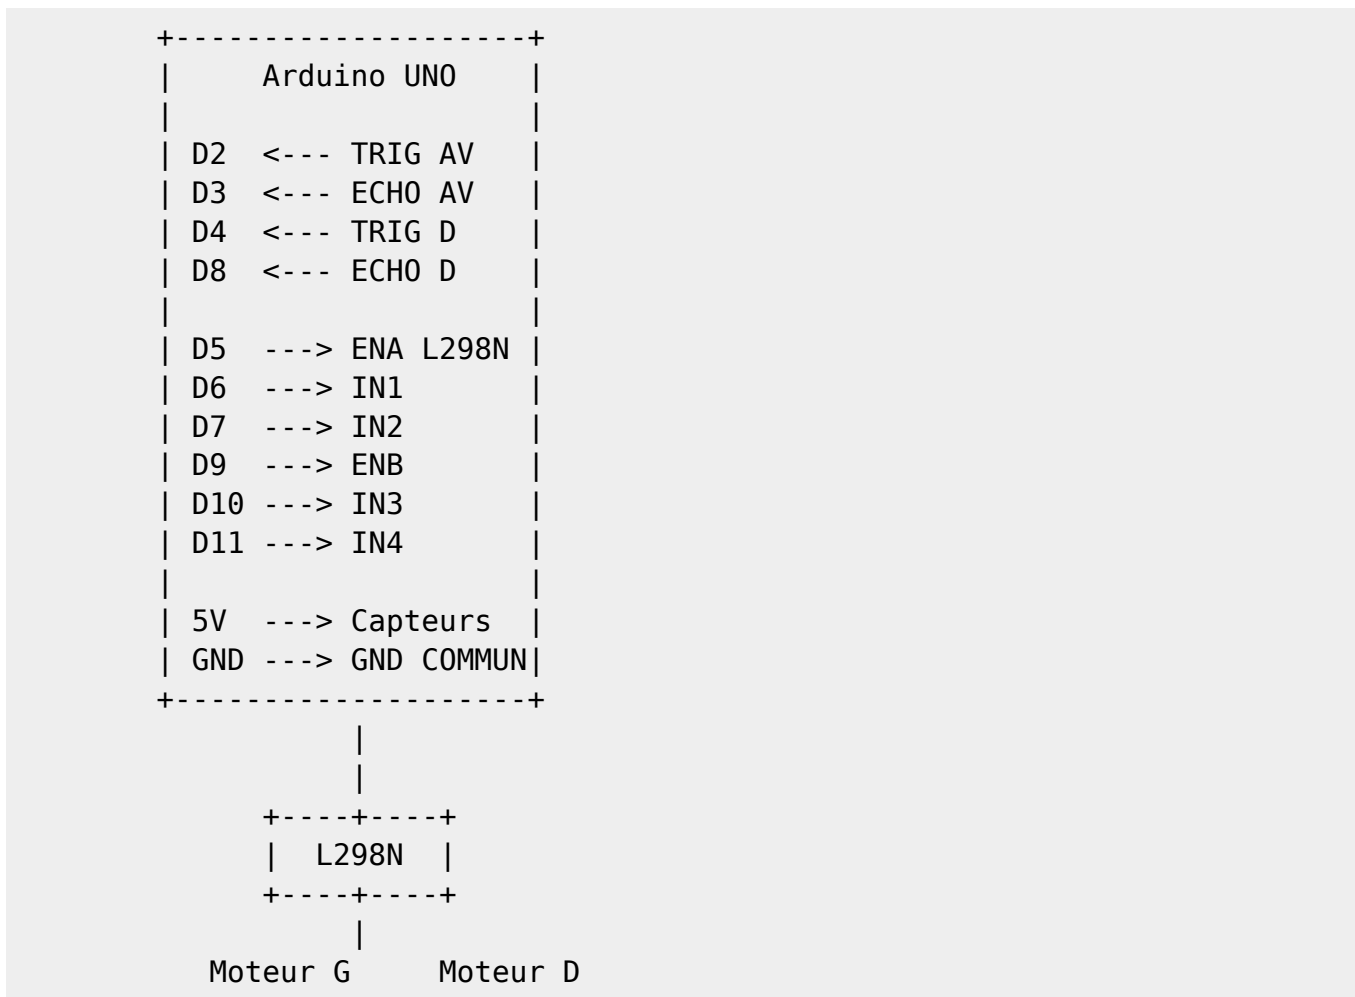 +--------------------+
|     Arduino UNO    |
|                    |
| D2  <--- TRIG AV   |
| D3  <--- ECHO AV   |
| D4  <--- TRIG D    |
| D8  <--- ECHO D    |
|                    |
| D5  ---> ENA L298N |
| D6  ---> IN1       |
| D7  ---> IN2       |
| D9  ---> ENB       |
| D10 ---> IN3       |
| D11 ---> IN4       |
|                    |
| 5V  ---> Capteurs  |
| GND ---> GND COMMUN|
+--------------------+
           |
           |
      +----+----+
      |  L298N  |
      +----+----+
           |
   Moteur G     Moteur D